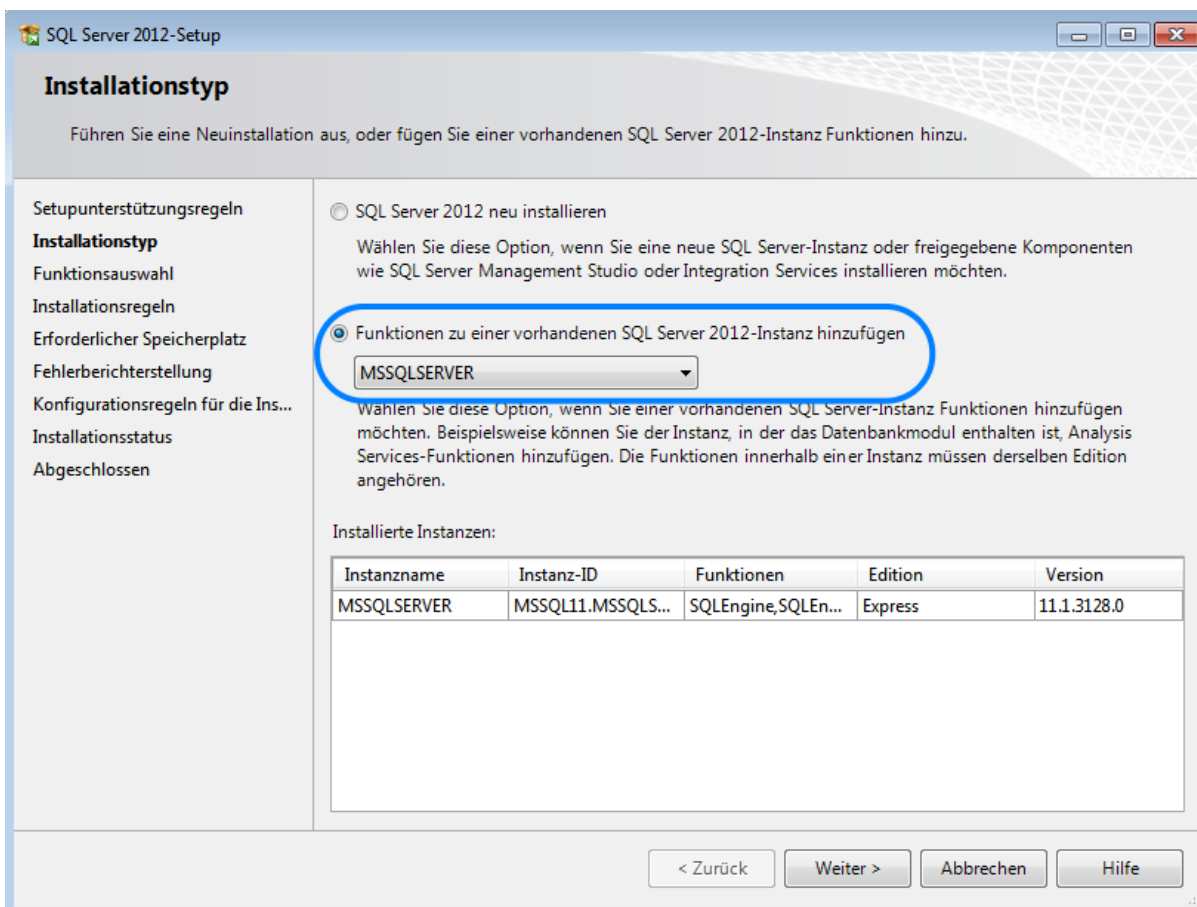 SQL Server 2012-Setup
Installationstyp
Führen Sie eine Neuinstallation aus, oder fügen Sie einer vorhandenen SQL Server 2012-Instanz Funktionen hinzu.
Setupunterstützungsregeln
Installationstyp
Funktionsauswahl
Installationsregeln
Erforderlicher Speicherplatz
Fehlerberichterstellung
Konfigurationsregeln für die Ins...
Installationsstatus
Abgeschlossen
SQL Server 2012 neu installieren
Wählen Sie diese Option, wenn Sie eine neue SQL Server-Instanz oder freigegebene Komponenten
wie SQL Server Management Studio oder Integration Services installieren möchten.
Funktionen zu einer vorhandenen SQL Server 2012-Instanz hinzufügen
MSSQLSERVER
Wählen Sie diese Option, wenn Sie einer vorhandenen SQL Server-Instanz Funktionen hinzufügen
möchten. Beispielsweise können Sie der Instanz, in der das Datenbankmodul enthalten ist, Analysis
Services-Funktionen hinzufügen. Die Funktionen innerhalb einer Instanz müssen derselben Edition
angehören.
Installierte Instanzen:
Instanzname Instanz-ID Funktionen Edition Version
MSSQLSERVER MSSQL11.MSSQLS... SQLEngine,SQLEn... Express 11.1.3128.0
< Zurück Weiter > Abbrechen Hilfe